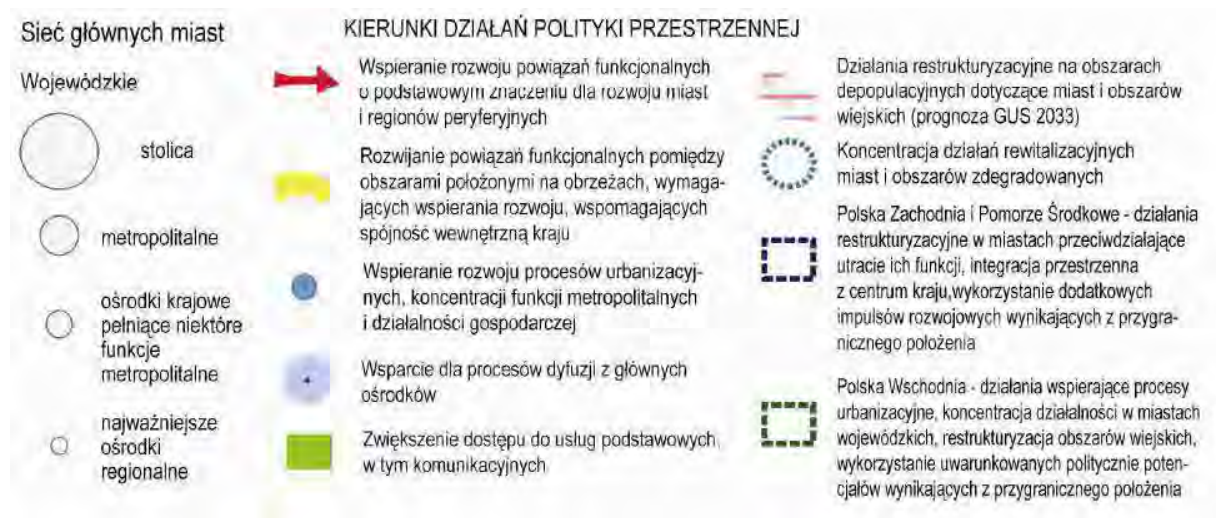 Sieć głównych miast
Wojewódzkie
stolica
metropolitalne
ośrodki krajowe
pełniące niektóre
funkcje
metropolitalne
najważniejsze
ośrodki
regionalne
KIERUNKI DZIAŁAŃ POLITYKI PRZESTRZENNEJ
Wspieranie rozwoju powiązań funkcjonalnych
o podstawowym znaczeniu dla rozwoju miast
i regionów peryferyjnych
Rozwijanie powiązań funkcjonalnych pomiędzy
obszarami położonymi na obrzeżach, wymaga-
jących wspierania rozwoju, wspomagających
spójność wewnętrzną kraju
Wspieranie rozwoju procesów urbanizacyj-
nych, koncentracji funkcji metropolitalnych
i działalności gospodarczej
Wsparcie dla procesów dyfuzji z głównych
ośrodków
Zwiększenie dostępu do usług podstawowych,
w tym komunikacyjnych
Działania restrukturyzacyjne na obszarach
depopulacyjnych dotyczące miast i obszarów
wiejskich (prognoza GUS 2033)
Koncentracja działań rewitalizacyjnych
miast i obszarów zdegradowanych
Polska Zachodnia i Pomorze Środkowe - działania
restrukturyzacyjne w miastach przeciwdziałające
utracie ich funkcji, integracja przestrzenna
z centrum kraju,wykorzystanie dodatkowych
impulsów rozwojowych wynikających z przygra-
nicznego położenia
Polska Wschodnia - działania wspierające procesy
urbanizacyjne, koncentracja działalności w miastach
wojewódzkich, restrukturyzacja obszarów wiejskich,
wykorzystanie uwarunkowanych politycznie poten-
cjałów wynikających z przygranicznego położenia